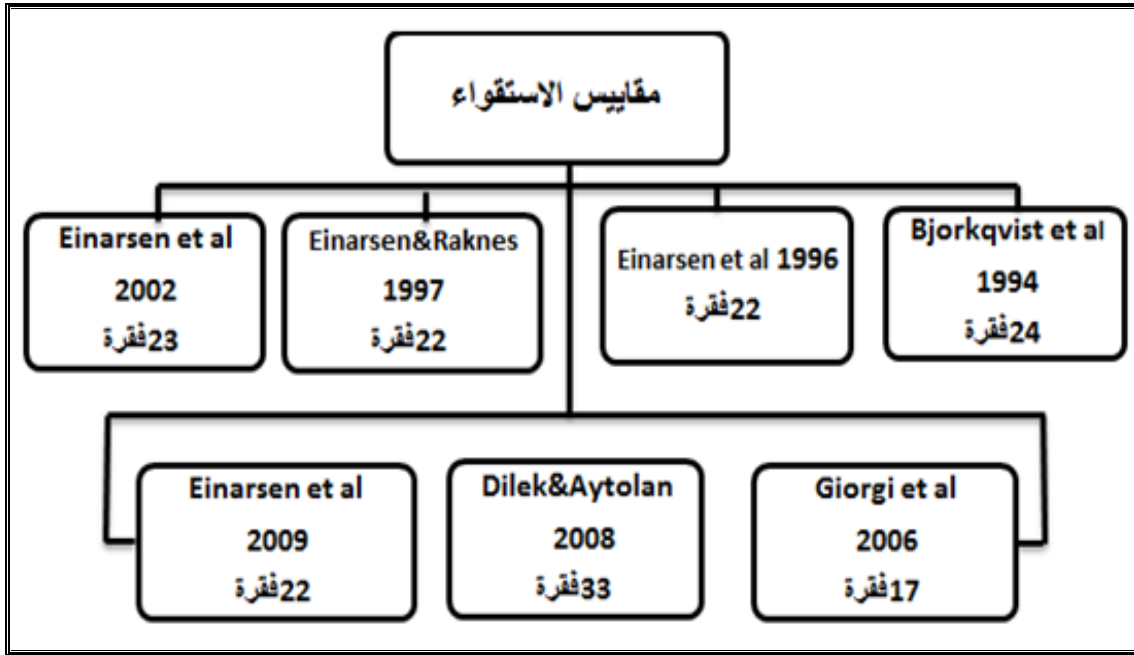 مقاييس الاستقواء
Bjorkqvist et al
1994
24فقرة
Einarsen et al 1996
22فقرة
Einarsen&Raknes
1997
22فقرة
Einarsen et al
2002
23فقرة
Giorgi et al
2006
17فقرة
Dilek&Aytolan
2008
33فقرة
Einarsen et al
2009
22فقرة